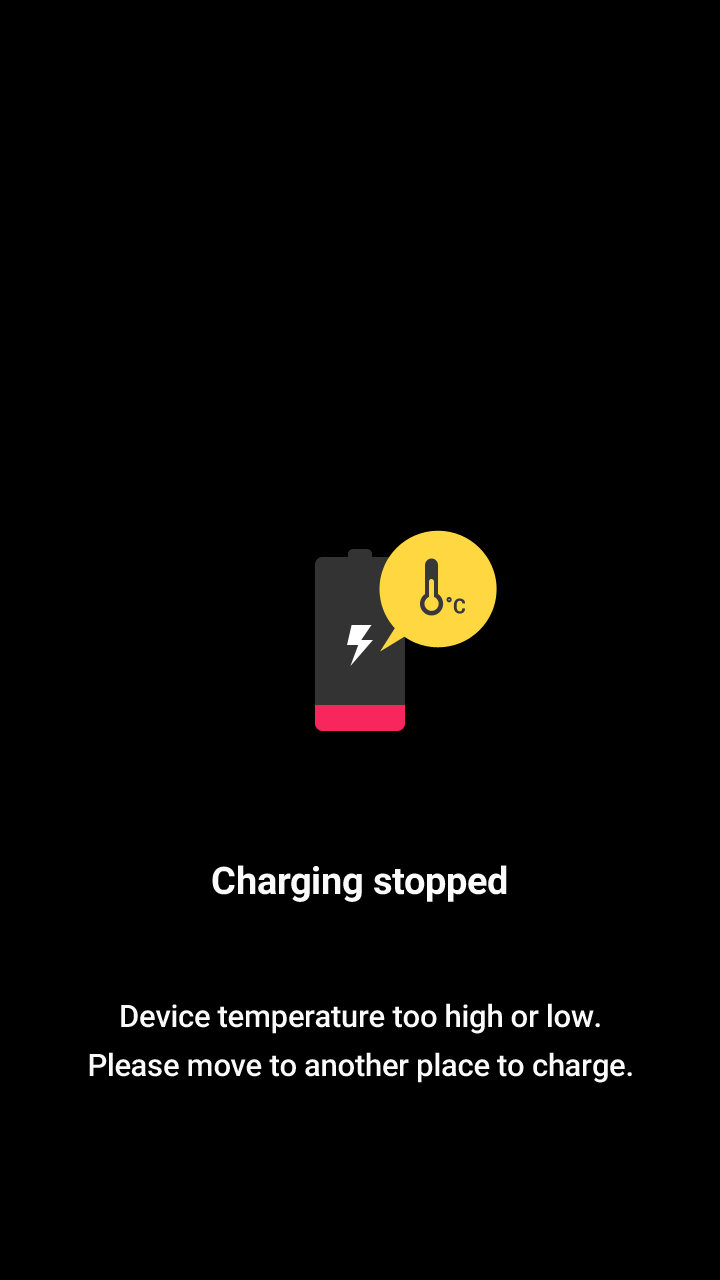 °C
Charging stopped
Device temperature too high or low.
Please move to another place to charge.